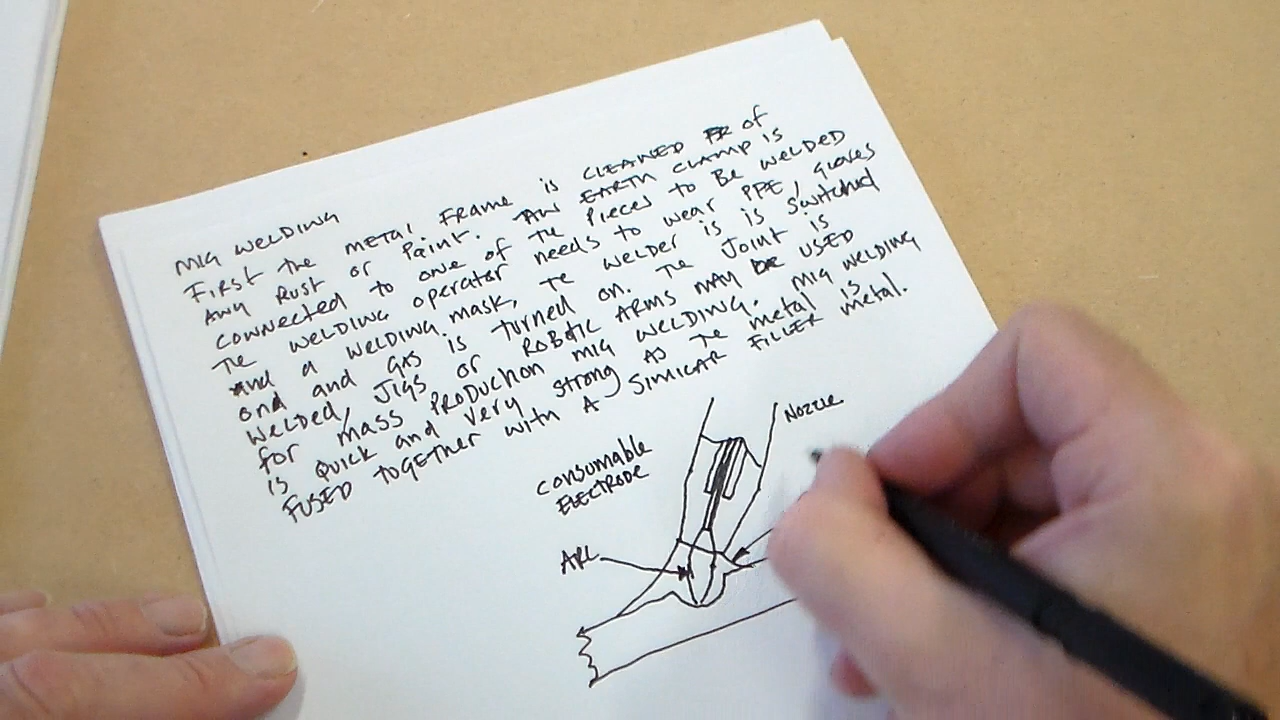 MIG WELDING
FIRST THE METAL FRAME IS CLEANED OF
ANY RUST OR PAINT. AN EARTH CLAMP IS
CONNECTED TO ONE OF THE PIECES TO BE WELDED
THE WELDING OPERATOR NEEDS TO WEAR PPE, GLOVES
AND A WELDING MASK, THE WELDER IS IS SWITCHED
ON AND GAS IS TURNED ON. THE JOINT IS
WELDED, JIGS OR ROBOTIC ARMS MAY BE USED
FOR MASS PRODUCTION MIG WELDING. MIG WELDING
IS QUICK AND VERY STRONG AS THE METAL IS
FUSED TOGETHER WITH A SIMILAR FILLER METAL.
NOZZLE
CONSUMABLE
ELECTRODE
ARC